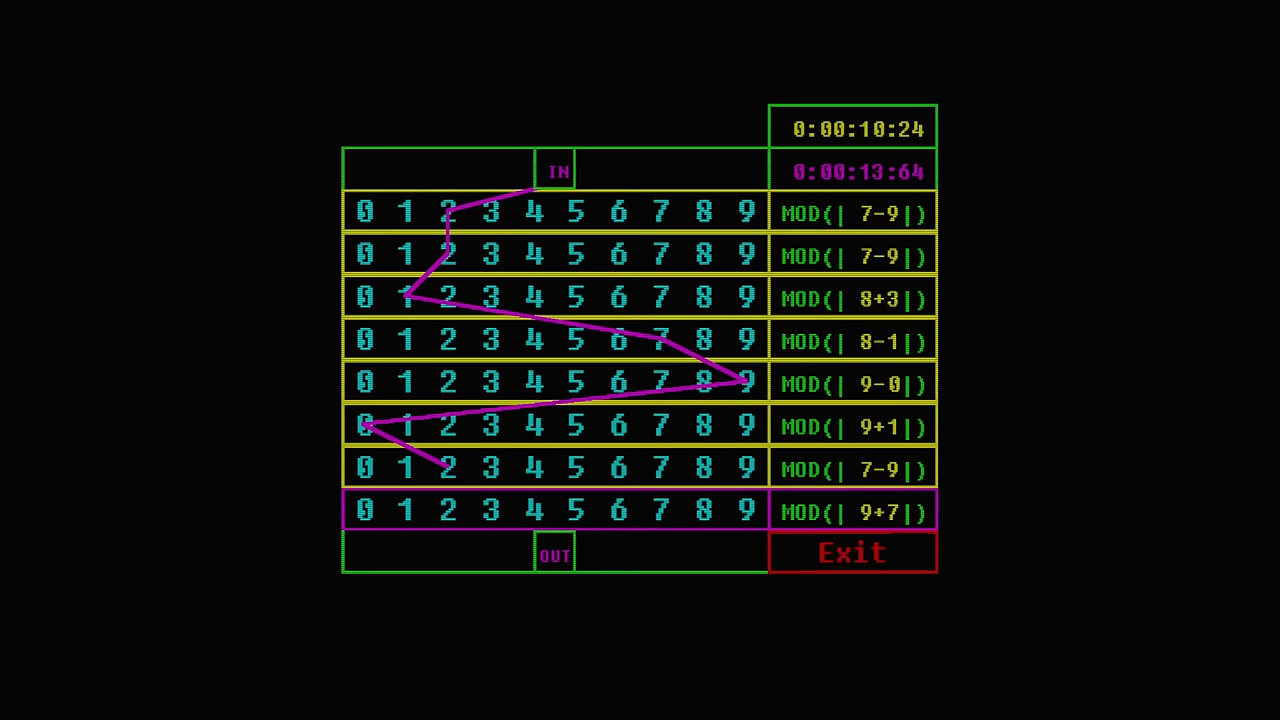 0:00:10:24
IN 0:00:13:64
0 1 2 3 4 5 6 7 8 9 MOD(| 7-9|)
0 1 2 3 4 5 6 7 8 9 MOD(| 7-9|)
0 1 2 3 4 5 6 7 8 9 MOD(| 8+3|)
0 1 2 3 4 5 6 7 8 9 MOD(| 8-1|)
0 1 2 3 4 5 6 7 8 9 MOD(| 9-0|)
0 1 2 3 4 5 6 7 8 9 MOD(| 9+1|)
0 1 2 3 4 5 6 7 8 9 MOD(| 7-9|)
0 1 2 3 4 5 6 7 8 9 MOD(| 9+7|)
OUT Exit